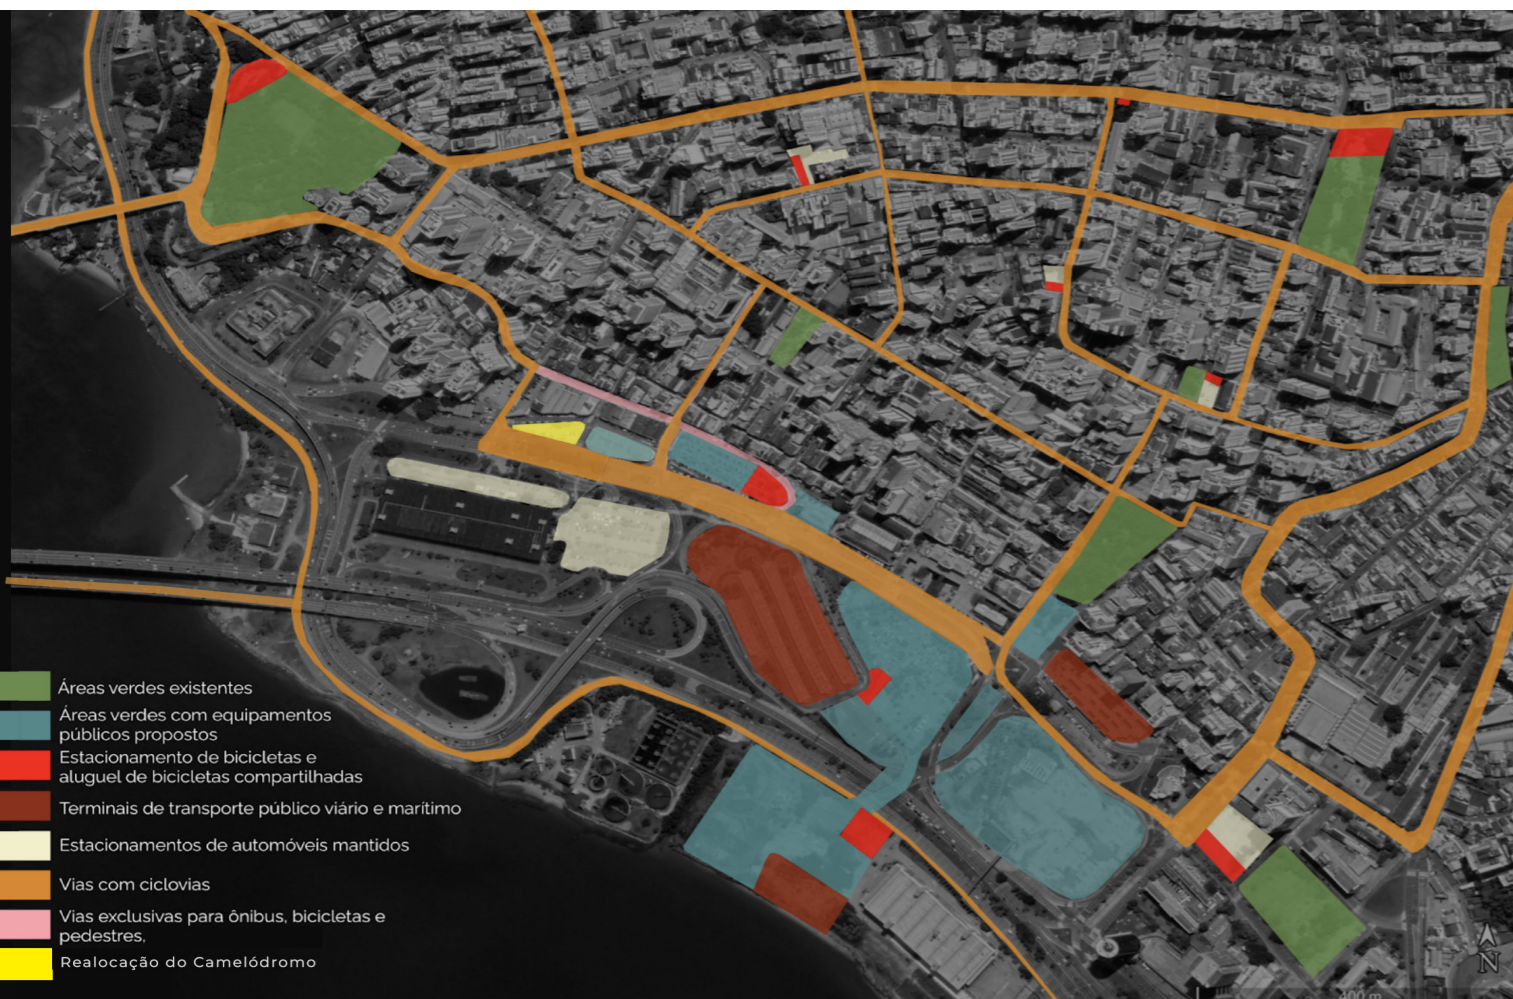 Áreas verdes existentes
Áreas verdes com equipamentos
públicos propostos
Estacionamento de bicicletas e
aluguel de bicicletas compartilhadas
Terminais de transporte público viário e marítimo
Estacionamentos de automóveis mantidos
Vias com ciclovias
Vias exclusivas para ônibus, bicicletas e
pedestres,
Realocação do Camelódromo
N
400 m